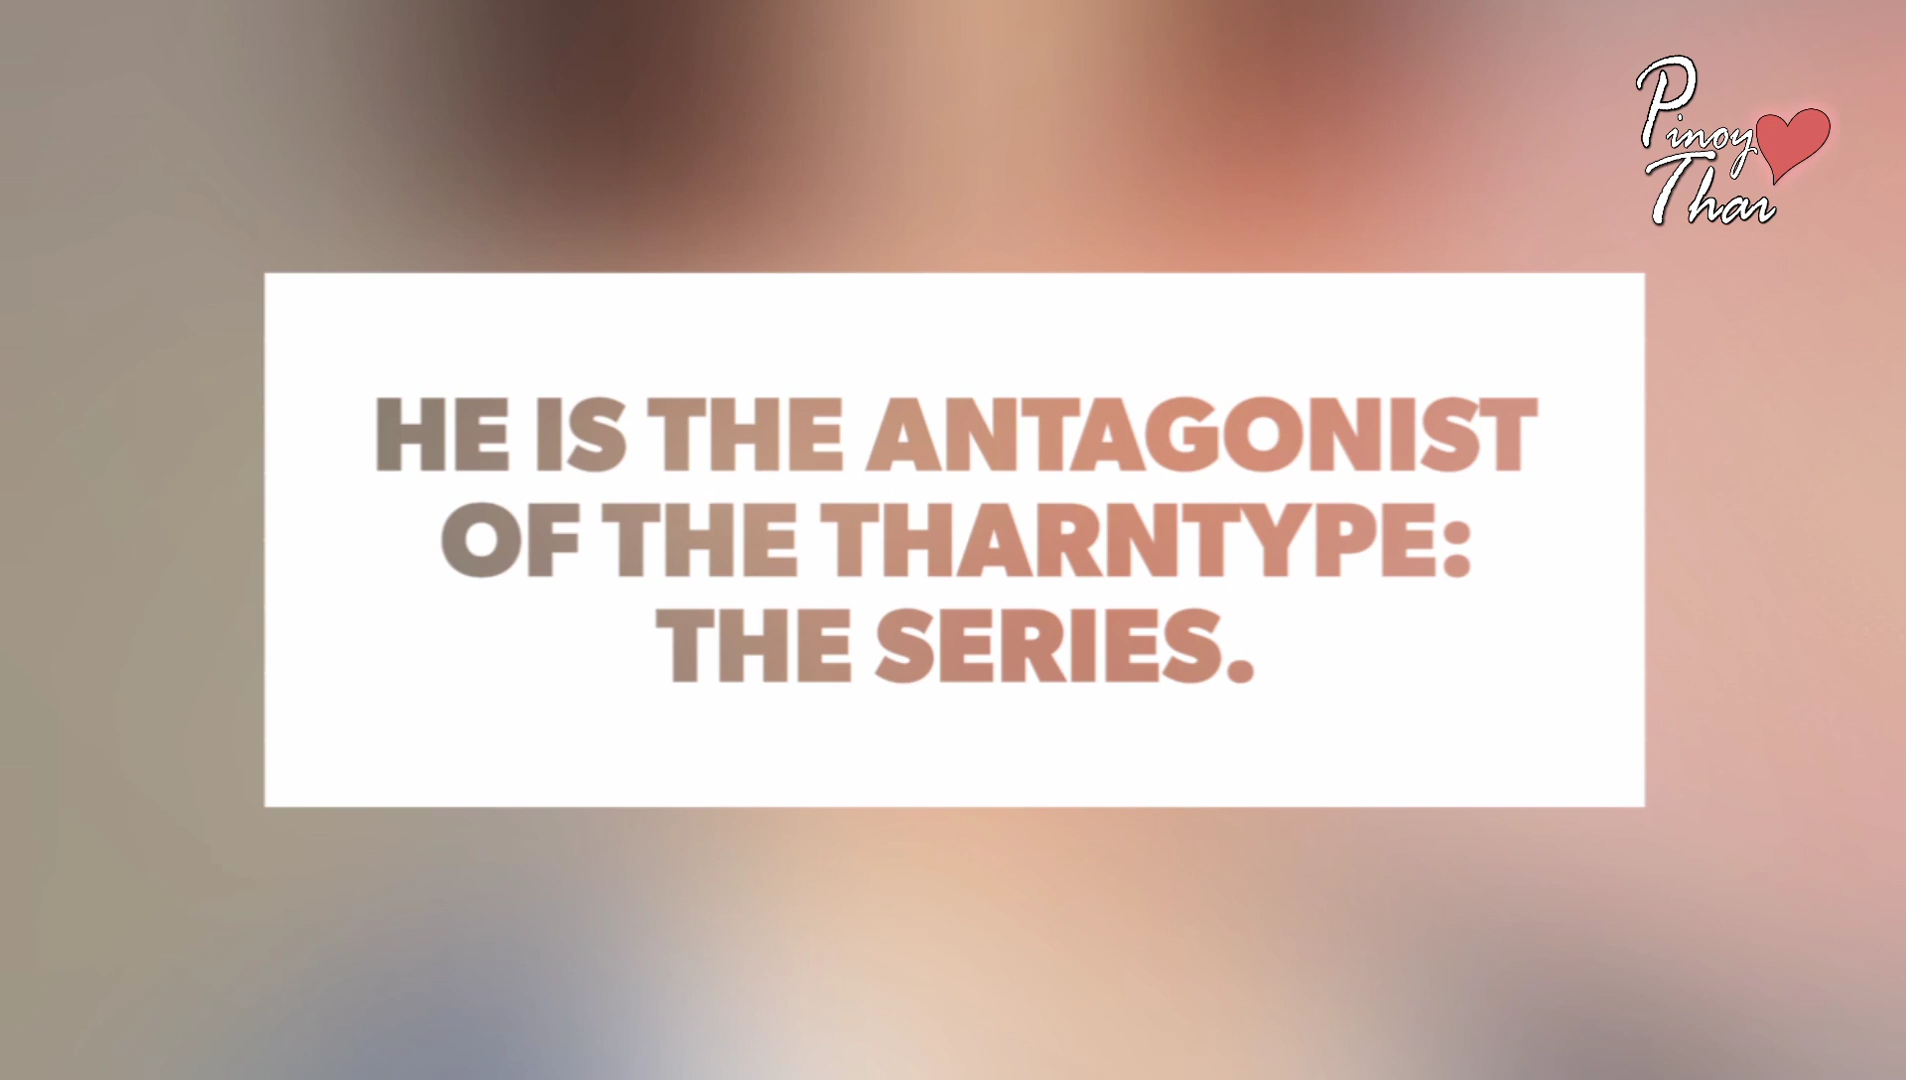 Pinoy
Thai
HE IS THE ANTAGONIST
OF THE THARNTYPE:
THE SERIES.